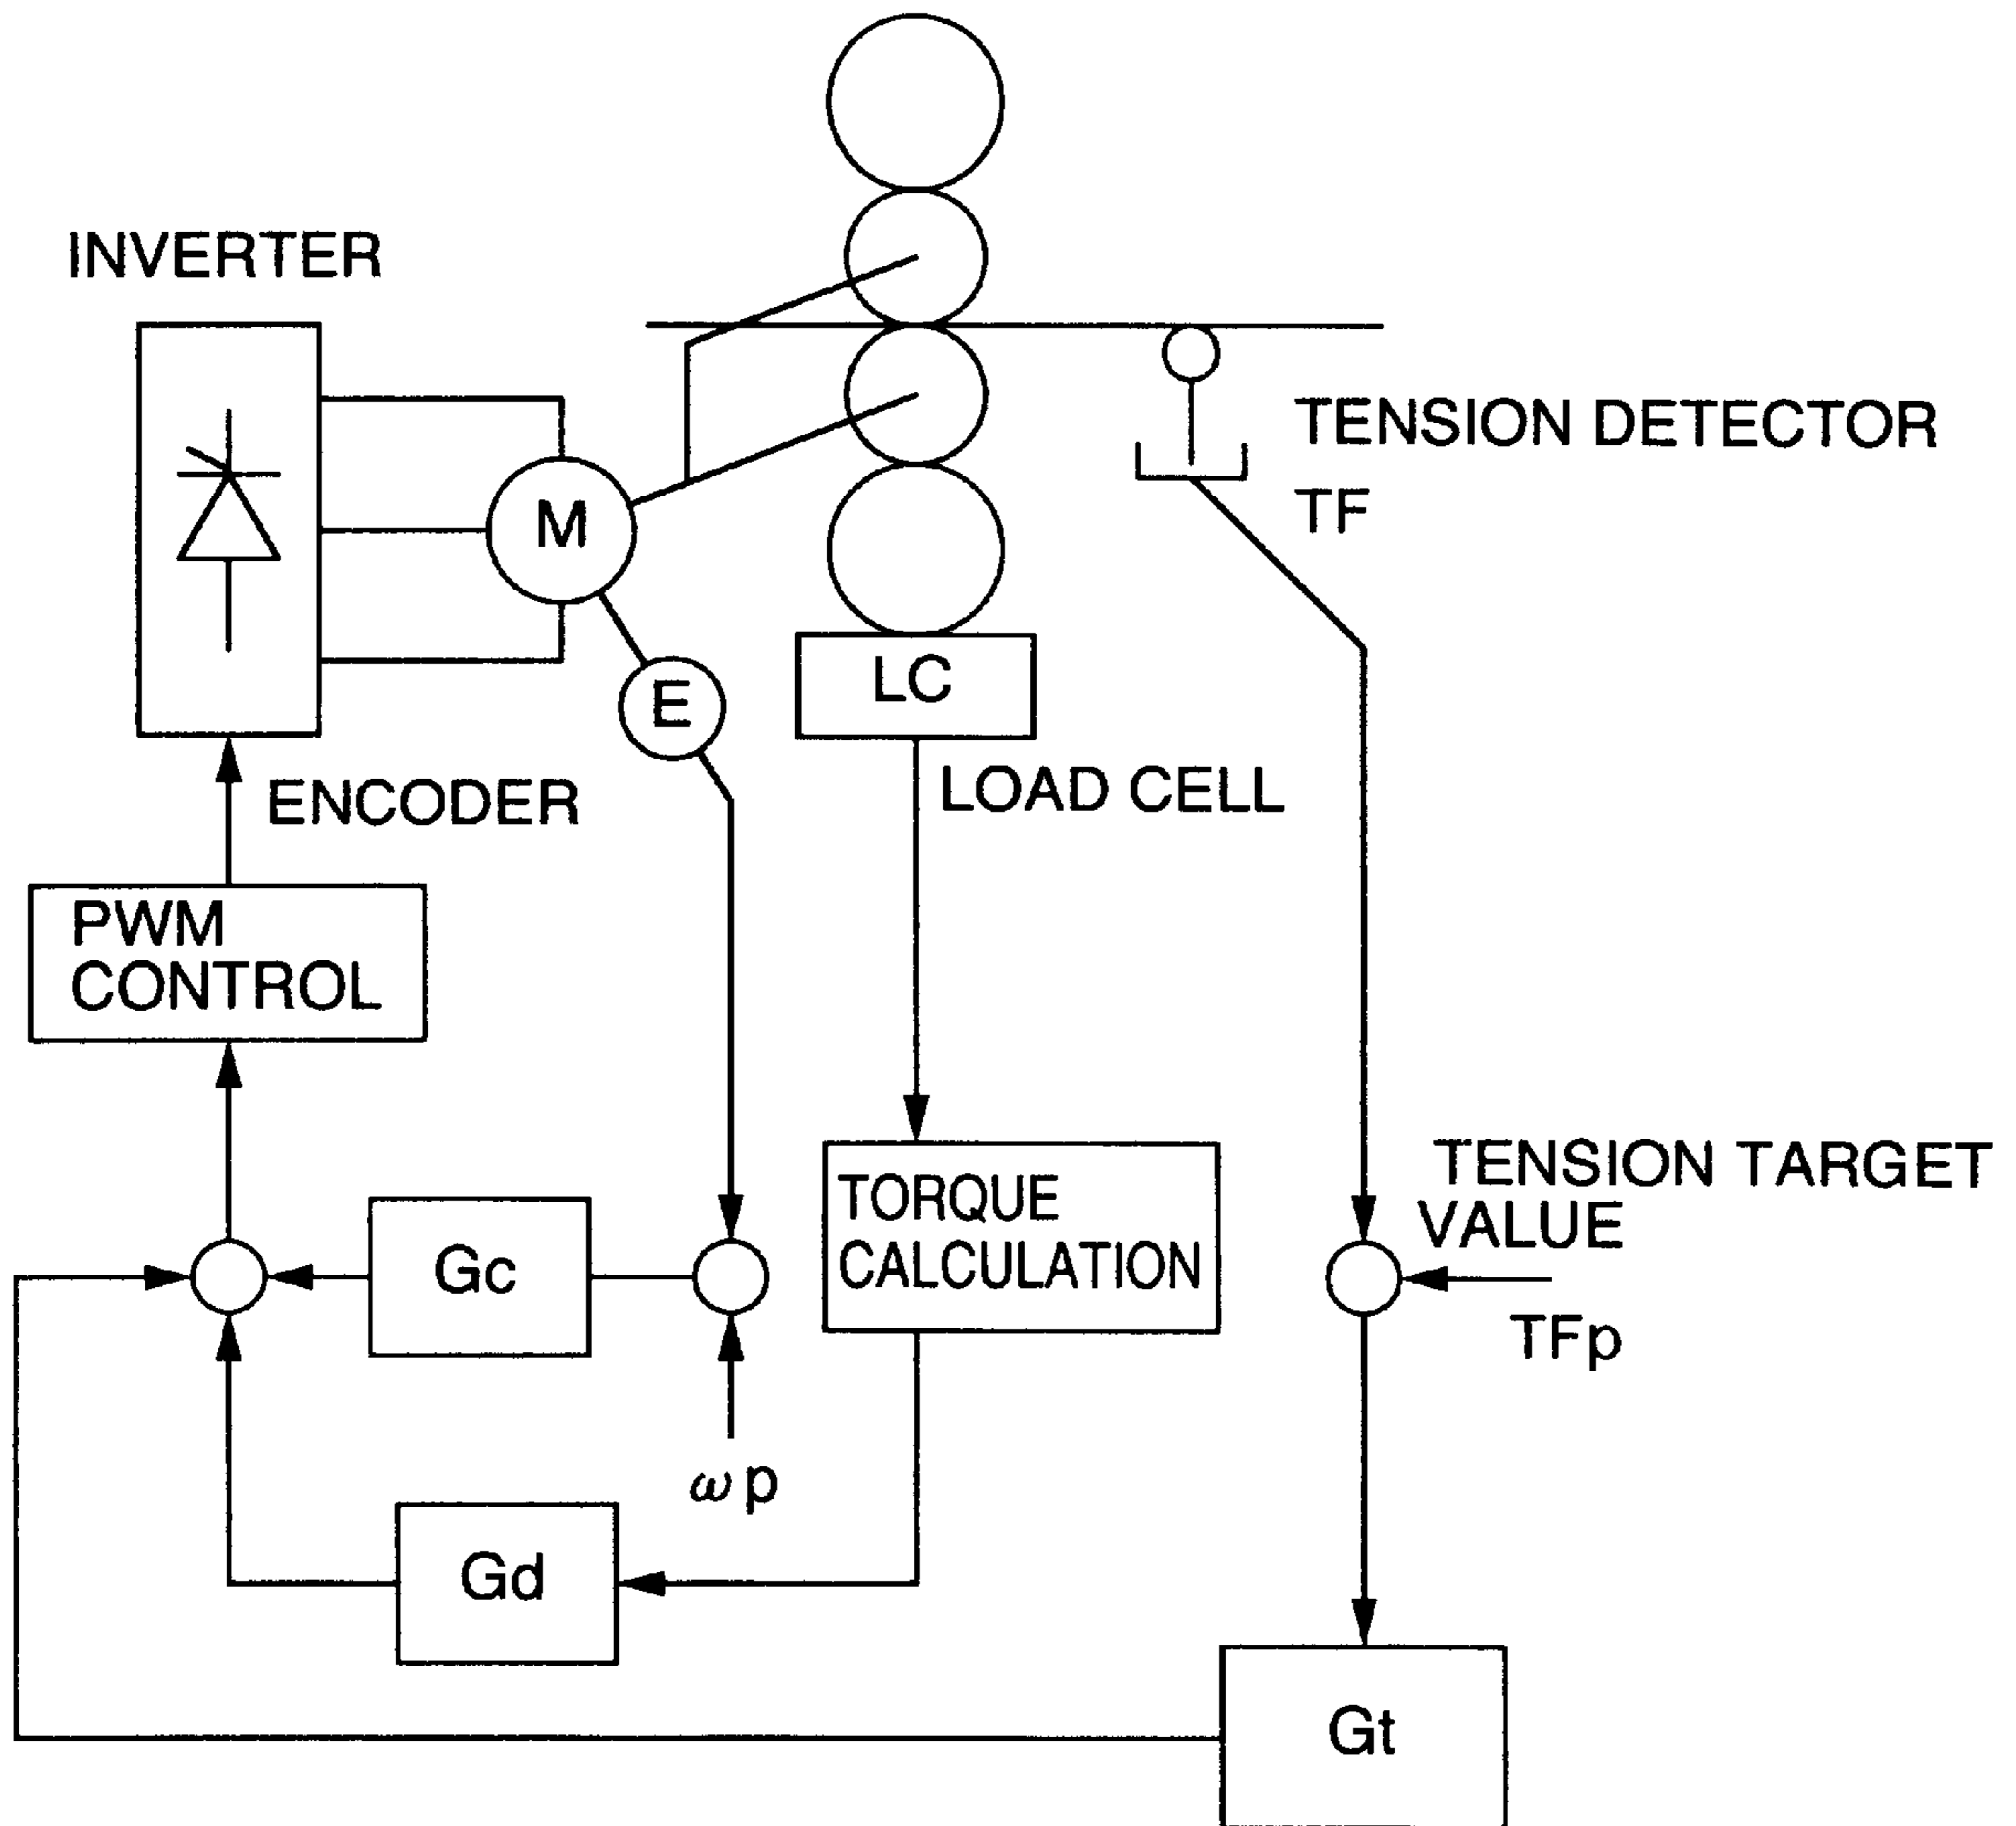 INVERTER
M
TENSION DETECTOR
TF
E
LC
ENCODER
LOAD CELL
PWM
CONTROL
TORQUE
CALCULATION
TENSION TARGET
VALUE
Gc
TFp
ωp
Gd
Gt